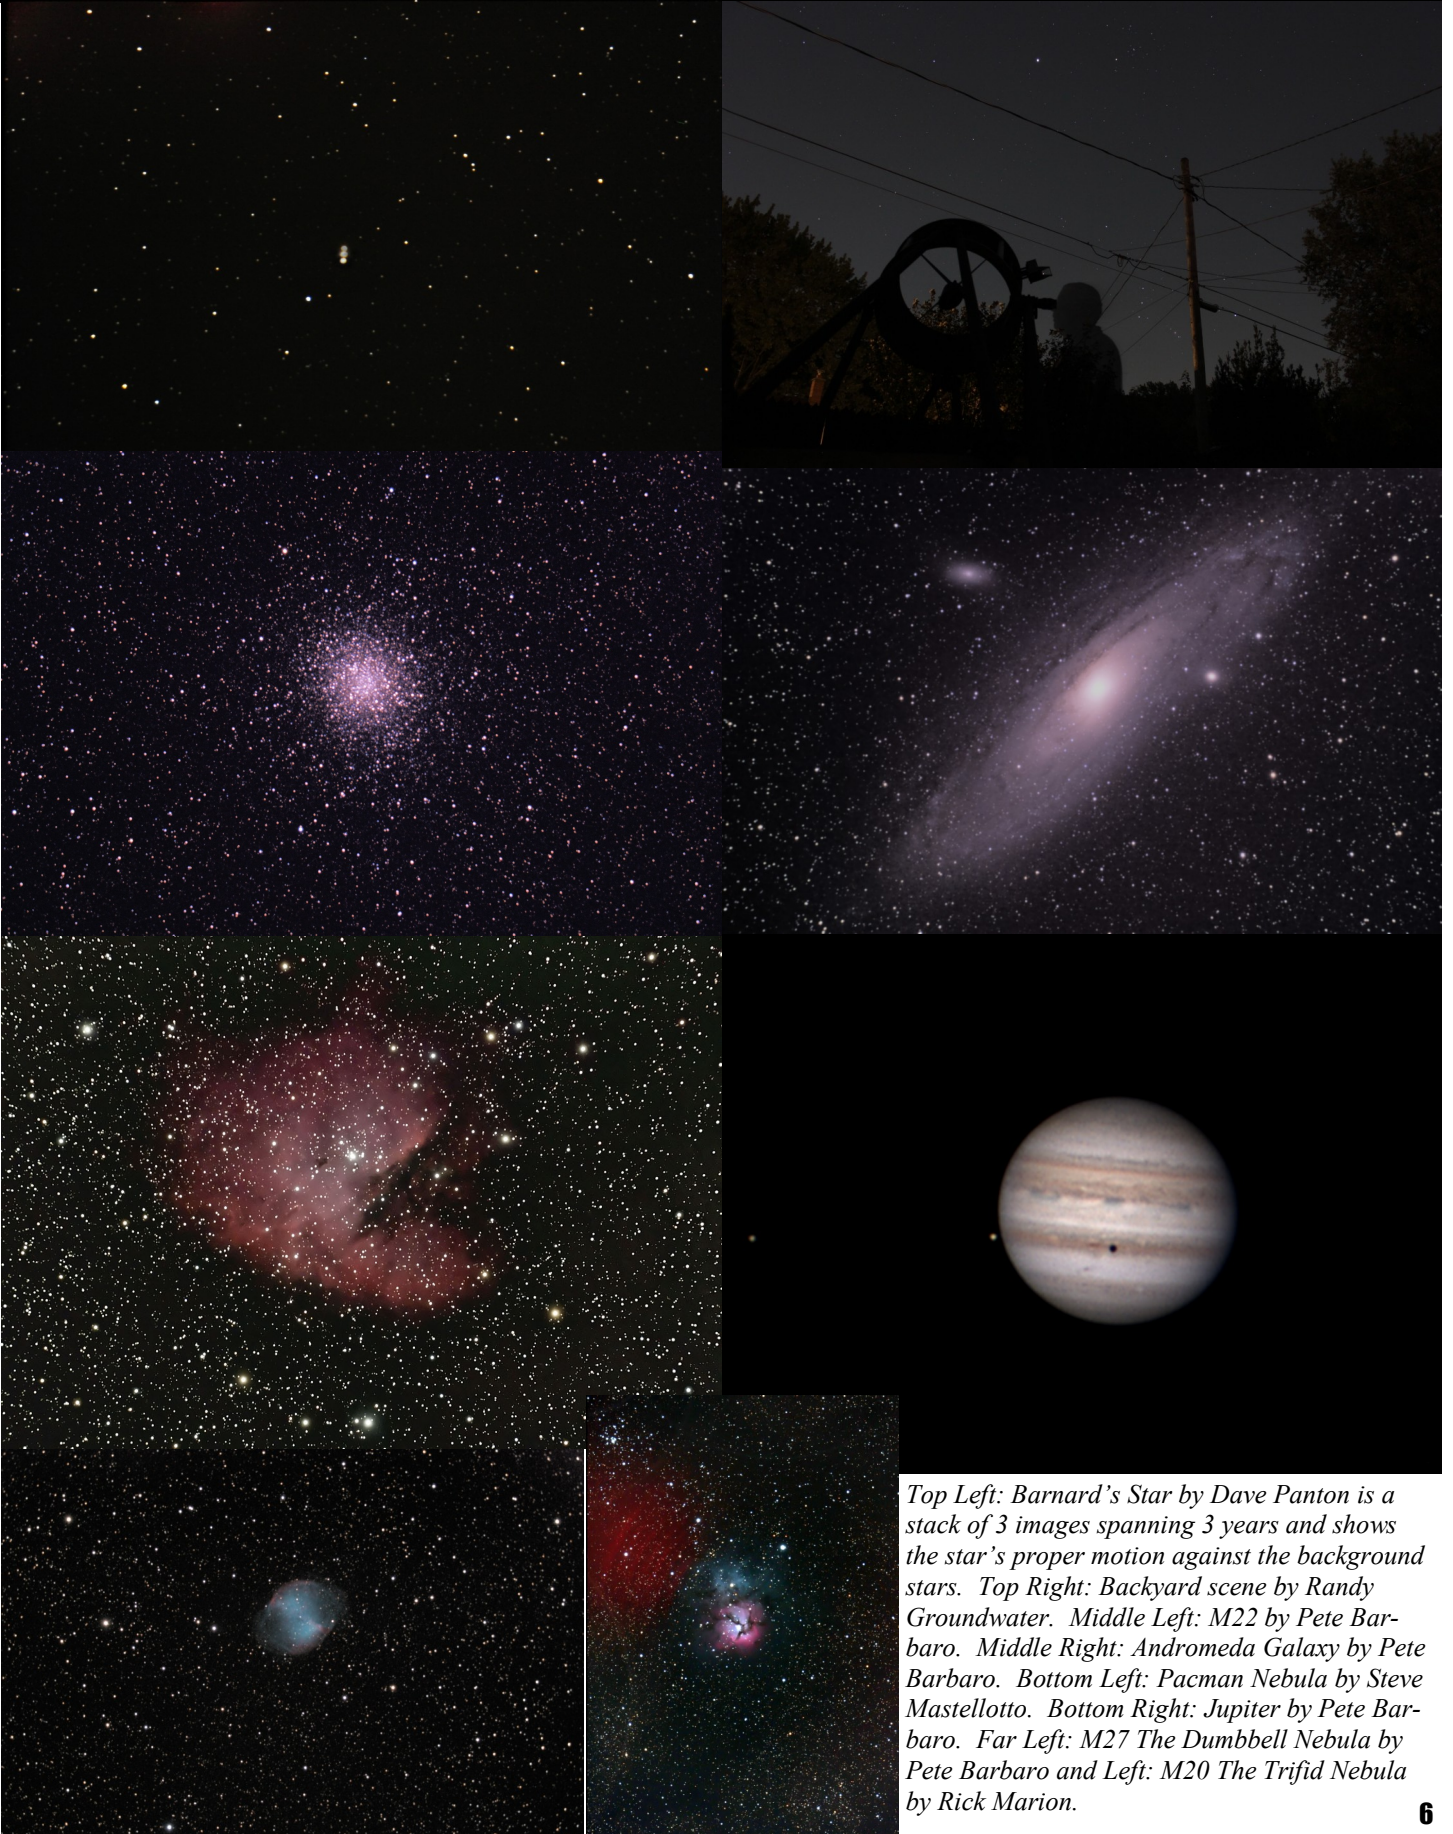 Top Left: Barnard’s Star by Dave Panton is a
stack of 3 images spanning 3 years and shows
the star’s proper motion against the background
stars.  Top Right: Backyard scene by Randy
Groundwater.  Middle Left: M22 by Pete Bar-
baro.  Middle Right: Andromeda Galaxy by Pete
Barbaro.  Bottom Left: Pacman Nebula by Steve
Mastellotto.  Bottom Right: Jupiter by Pete Bar-
baro.  Far Left: M27 The Dumbbell Nebula by
Pete Barbaro and Left: M20 The Trifid Nebula
by Rick Marion.
6